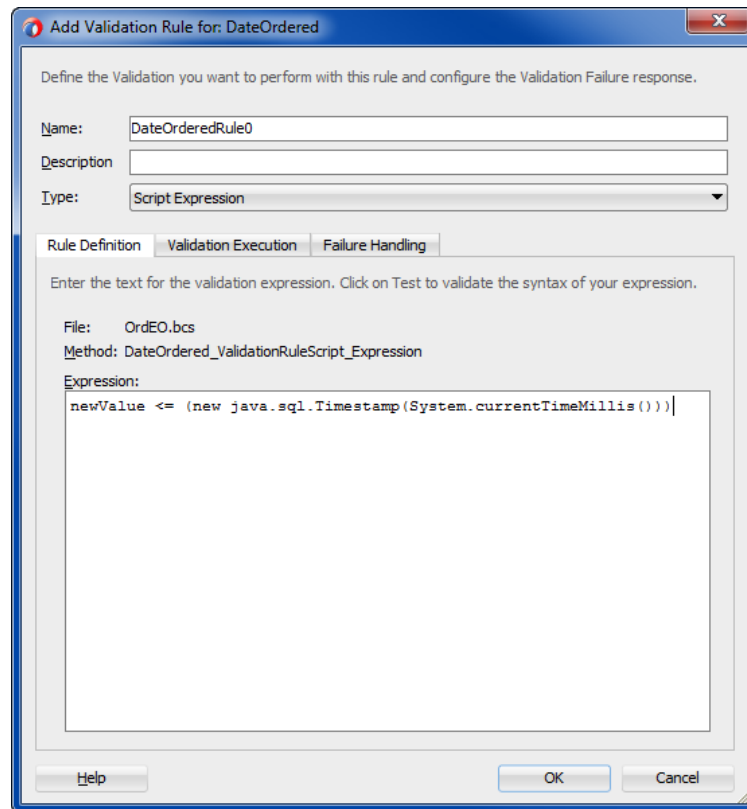 Add Validation Rule for: DateOrdered
X
Define the Validation you want to perform with this rule and configure the Validation Failure response.
Name: DateOrderedRule0
Description
Type: Script Expression
Rule Definition Validation Execution Failure Handling
Enter the text for the validation expression. Click on Test to validate the syntax of your expression.
File: OrdEO.bcs
Method: DateOrdered_ValidationRuleScript_Expression
Expression:
newValue <= (new java.sql.Timestamp(System.currentTimeMillis()))
Help OK Cancel